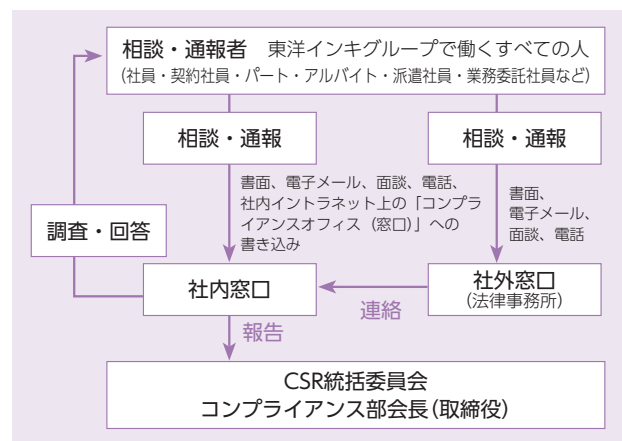 相談・通報者　東洋インキグループで働くすべての人
（社員・契約社員・パート・アルバイト・派遣社員・業務委託社員など）
相談・通報
相談・通報
書面、電子メール、面談、電話、
社内イントラネット上の「コンプラ
イアンスオフィス（窓口）」への
書き込み
書面、
電子メール、
面談、電話
調査・回答
社内窓口
社外窓口
（法律事務所）
連絡
報告
CSR統括委員会
コンプライアンス部会長（取締役）